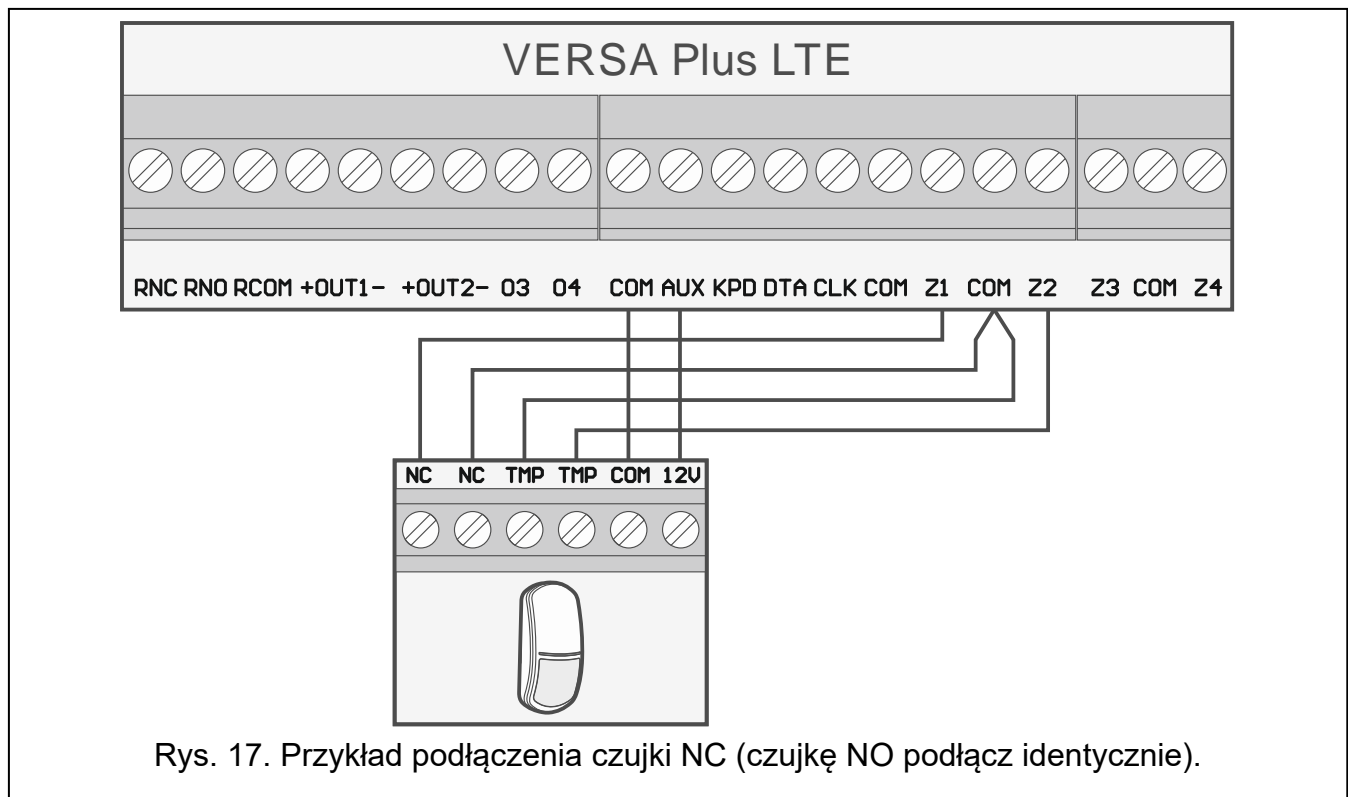 VERSA Plus LTE
RNC RNO RCOM +OUT1- +OUT2- O3 O4 COM AUX KPD DTA CLK COM Z1 COM Z2 Z3 COM Z4
NC NC TMP TMP COM 12V
Rys. 17. Przykład podłączenia czujki NC (czujkę NO podłącz identycznie).